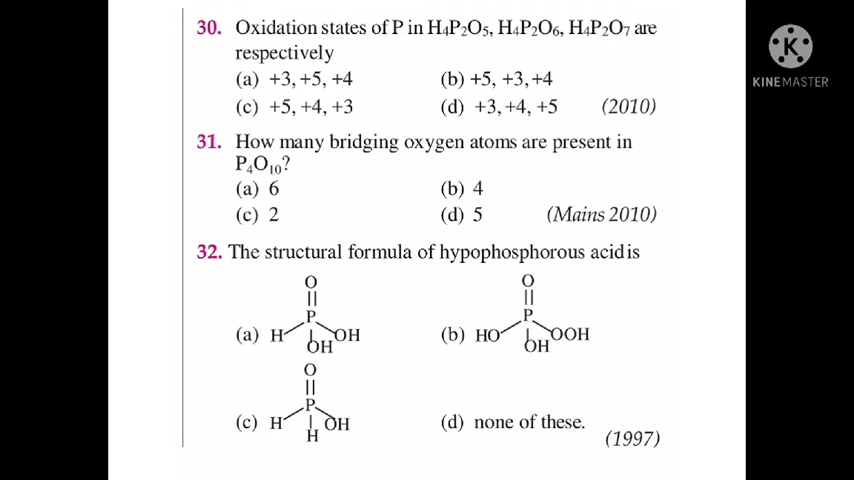 30. Oxidation states of P in H₄P₂O₅, H₄P₂O₆, H₄P₂O₇ are
respectively
(a) +3, +5, +4 (b) +5, +3, +4
(c) +5, +4, +3 (d) +3, +4, +5 (2010)
31. How many bridging oxygen atoms are present in
P₄O₁₀?
(a) 6 (b) 4
(c) 2 (d) 5 (Mains 2010)
32. The structural formula of hypophosphorous acid is
O O
P P
(a) H OH (b) HO OOH
OH OH
O
P
(c) H OH (d) none of these.
H (1997)
K
KINEMASTER